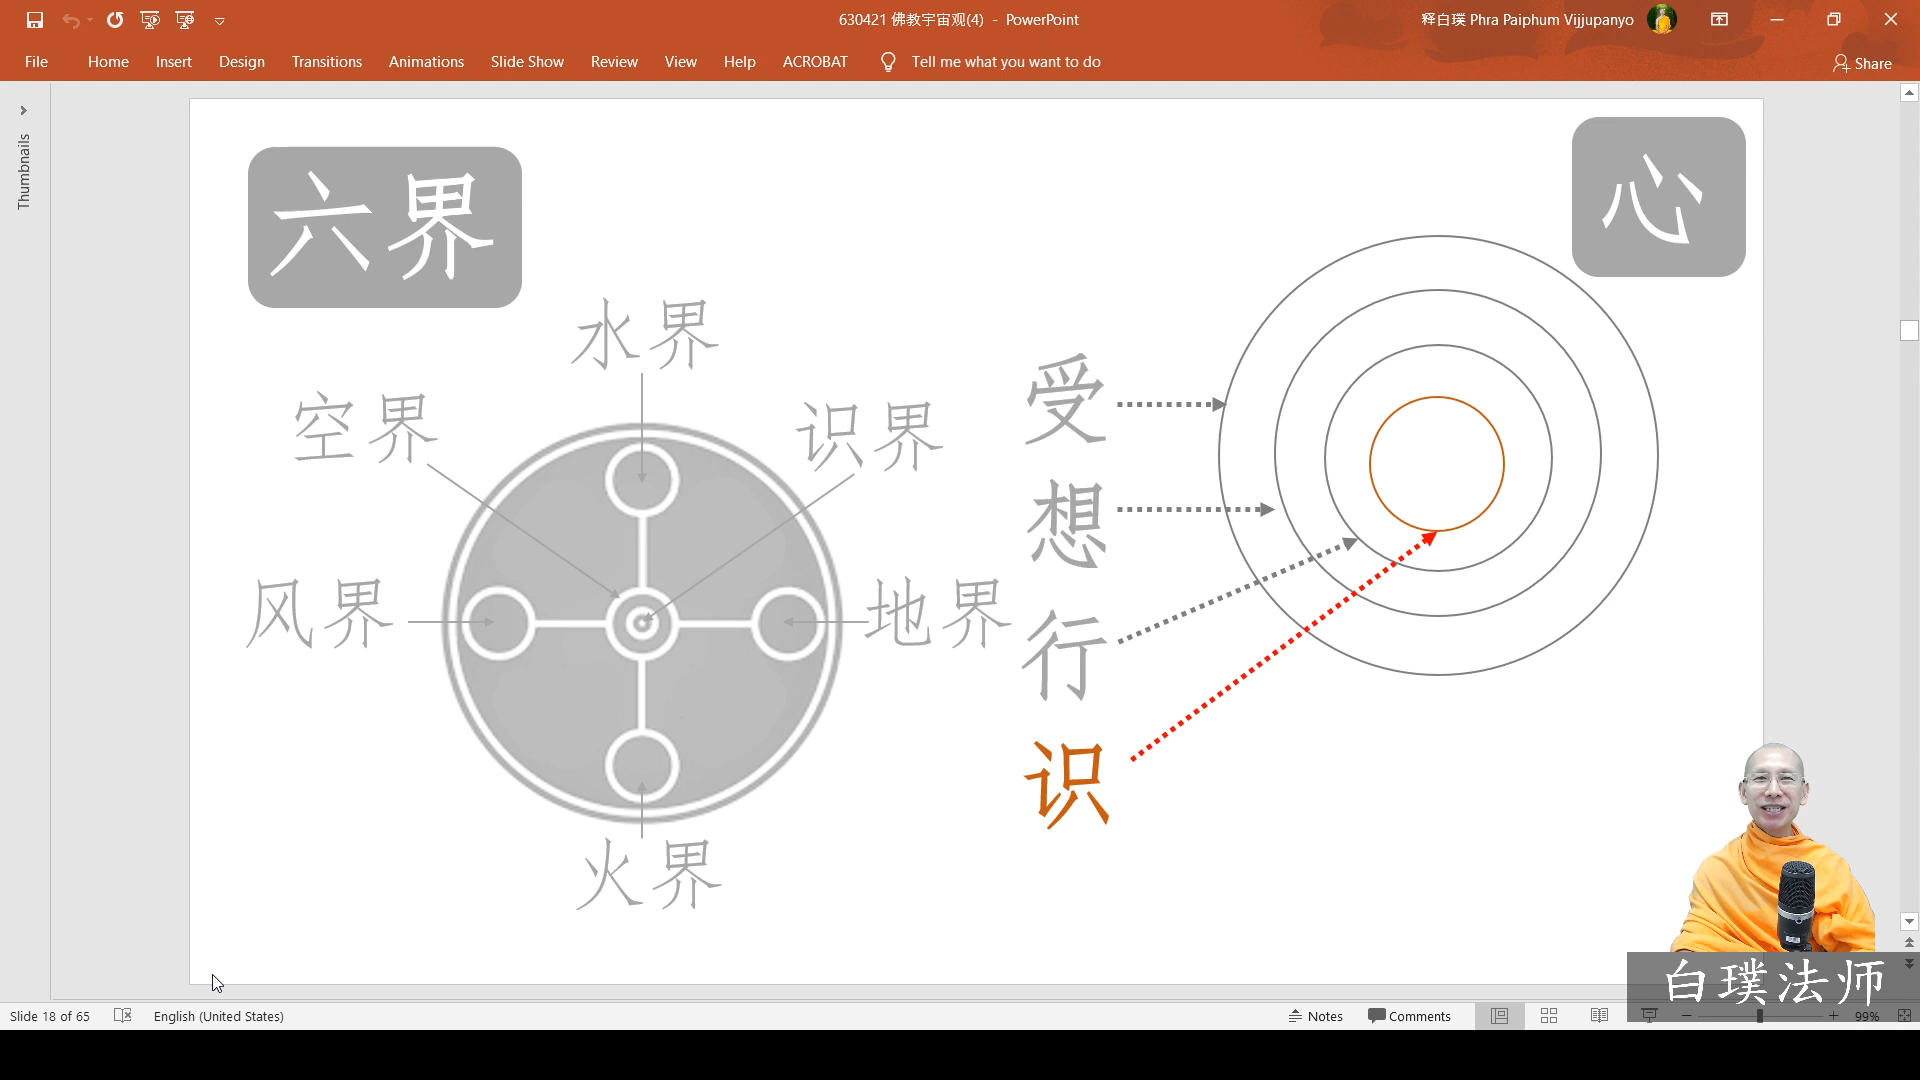 630421 佛教宇宙观(4) - PowerPoint
释白璞 Phra Paiphum Vijjupanyo
File
Home
Insert
Design
Transitions
Animations
Slide Show
Review
View
Help
ACROBAT
Tell me what you want to do
Share
Thumbnails
六界
心
水界
空界
识界
风界
地界
火界
受
想
行
识
白璞法师
Slide 18 of 65
English (United States)
Notes
Comments
99%